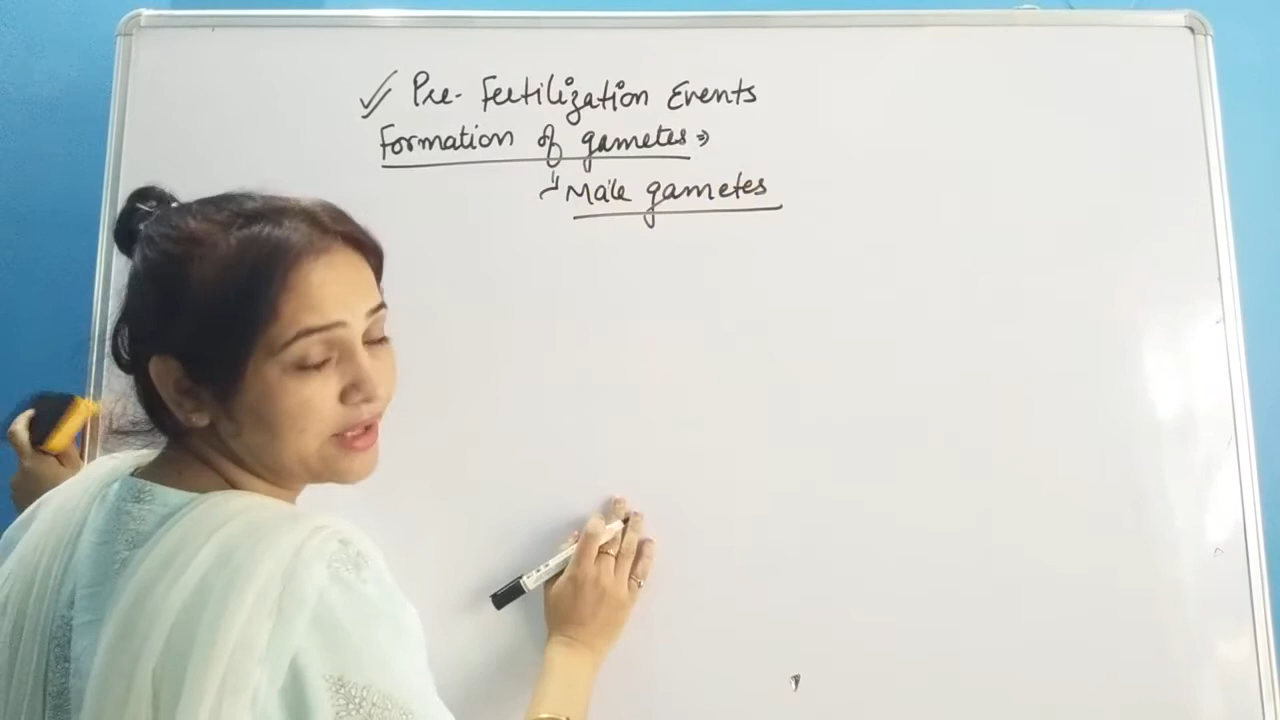 Pre- Fertilization Events
Formation of gametes ⇒
Male gametes